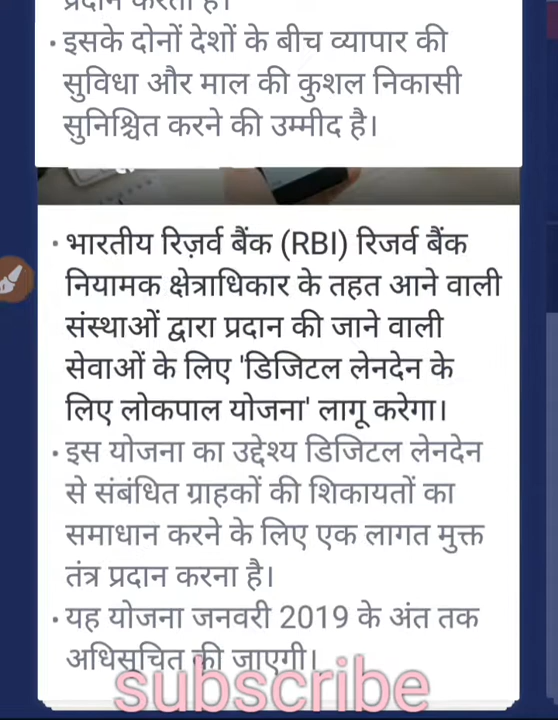 प्रदान करता है।
• इसके दोनों देशों के बीच व्यापार की
सुविधा और माल की कुशल निकासी
सुनिश्चित करने की उम्मीद है।
• भारतीय रिज़र्व बैंक (RBI) रिजर्व बैंक
नियामक क्षेत्राधिकार के तहत आने वाली
संस्थाओं द्वारा प्रदान की जाने वाली
सेवाओं के लिए 'डिजिटल लेनदेन के
लिए लोकपाल योजना' लागू करेगा।
• इस योजना का उद्देश्य डिजिटल लेनदेन
से संबंधित ग्राहकों की शिकायतों का
समाधान करने के लिए एक लागत मुक्त
तंत्र प्रदान करना है।
• यह योजना जनवरी 2019 के अंत तक
अधिसूचित की जाएगी।
subscribe